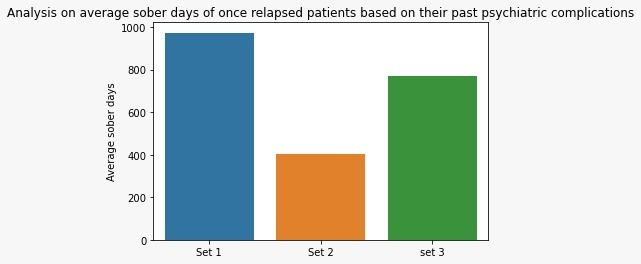 Analysis on average sober days of once relapsed patients based on their past psychiatric complications
1000
800
600
400
200
0
Average sober days
Set 1 Set 2 set 3